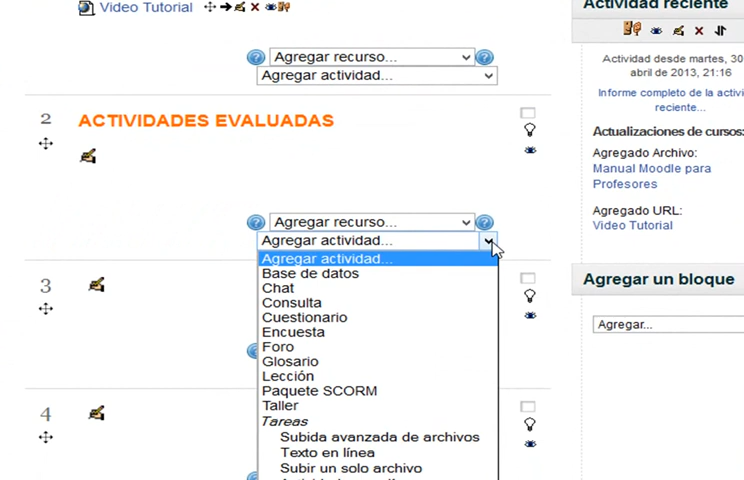 Video Tutorial
Agregar recurso...
Agregar actividad...
2
ACTIVIDADES EVALUADAS
Agregar recurso...
Agregar actividad...
Agregar actividad...
Base de datos
Chat
Consulta
Cuestionario
Encuesta
Foro
Glosario
Lección
Paquete SCORM
Taller
Tareas
Subida avanzada de archivos
Texto en línea
Subir un solo archivo
3
4
Actividad reciente
Actividad desde martes, 30
abril de 2013, 21:16
Informe completo de la activi
reciente...
Actualizaciones de cursos:
Agregado Archivo:
Manual Moodle para
Profesores
Agregado URL:
Video Tutorial
Agregar un bloque
Agregar...